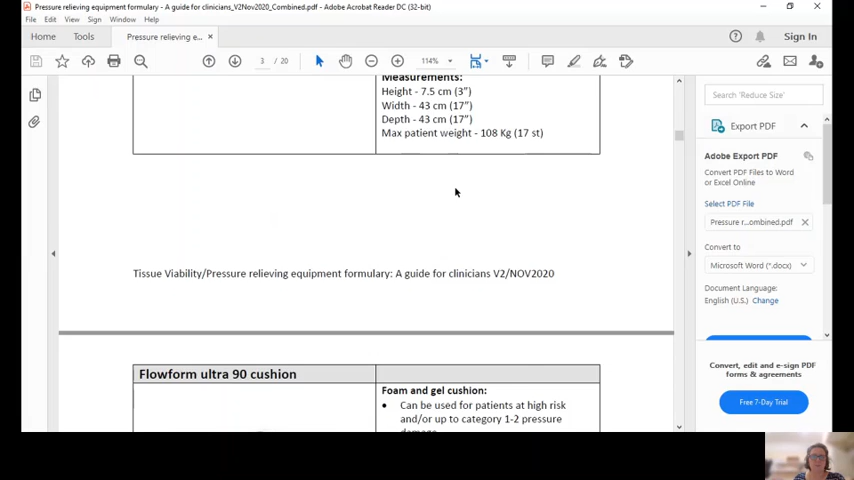 Pressure relieving equipment formulary - A guide for clinicians_V2Nov2020_Combined.pdf - Adobe Acrobat Reader DC (32-bit)
File Edit View Sign Window Help
Home Tools Pressure relieving e... × Sign In
3 / 20 114%
Measurements:
Height - 7.5 cm (3")
Width - 43 cm (17")
Depth - 43 cm (17")
Max patient weight - 108 Kg (17 st)
Tissue Viability/Pressure relieving equipment formulary: A guide for clinicians V2/NOV2020
Flowform ultra 90 cushion
Foam and gel cushion:
• Can be used for patients at high risk
and/or up to category 1-2 pressure
damage
Search 'Reduce Size'
Export PDF
Adobe Export PDF
Convert PDF Files to Word
or Excel Online
Select PDF File
Pressure r...ombined.pdf ×
Convert to
Microsoft Word (*.docx)
Document Language:
English (U.S.) Change
Convert, edit and e-sign PDF
forms & agreements
Free 7-Day Trial